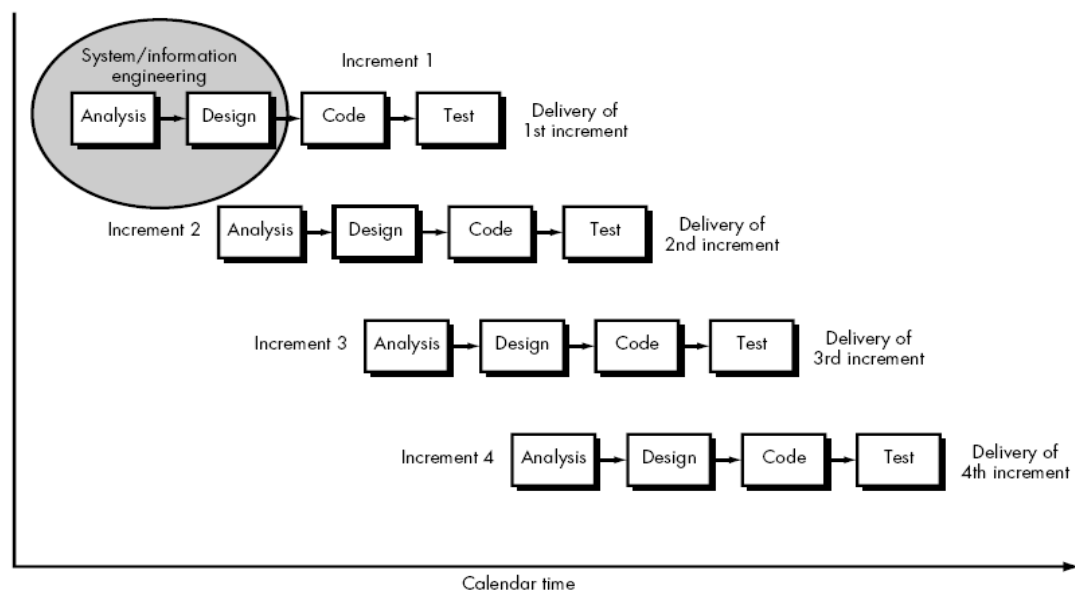 System/information
engineering
Increment 1
Analysis
Design
Code
Test
Delivery of
1st increment
Increment 2
Analysis
Design
Code
Test
Delivery of
2nd increment
Increment 3
Analysis
Design
Code
Test
Delivery of
3rd increment
Increment 4
Analysis
Design
Code
Test
Delivery of
4th increment
Calendar time